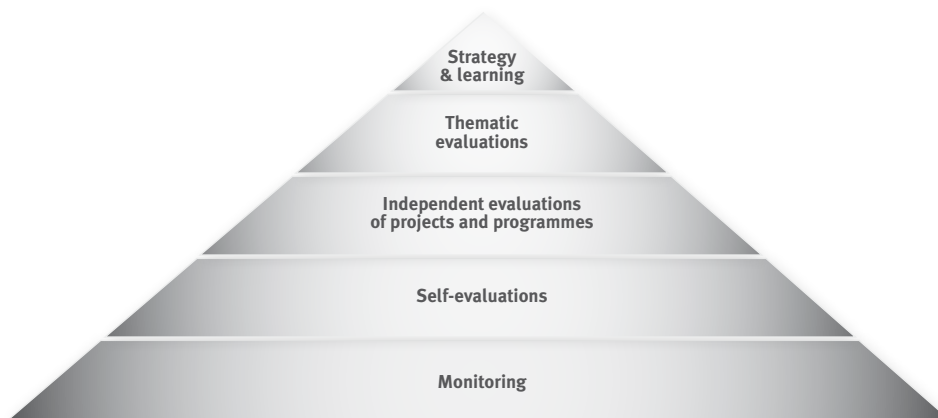 Strategy
& learning
Thematic
evaluations
Independent evaluations
of projects and programmes
Self-evaluations
Monitoring